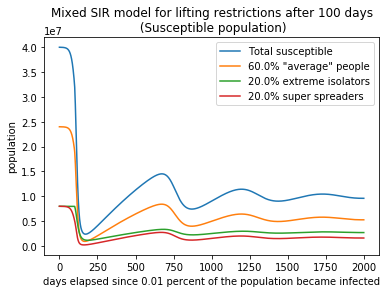 Mixed SIR model for lifting restrictions after 100 days
(Susceptible population)
1e7
Total susceptible
60.0% "average" people
20.0% extreme isolators
20.0% super spreaders
population
4.0
3.5
3.0
2.5
2.0
1.5
1.0
0.5
0.0
0 250 500 750 1000 1250 1500 1750 2000
days elapsed since 0.01 percent of the population became infected